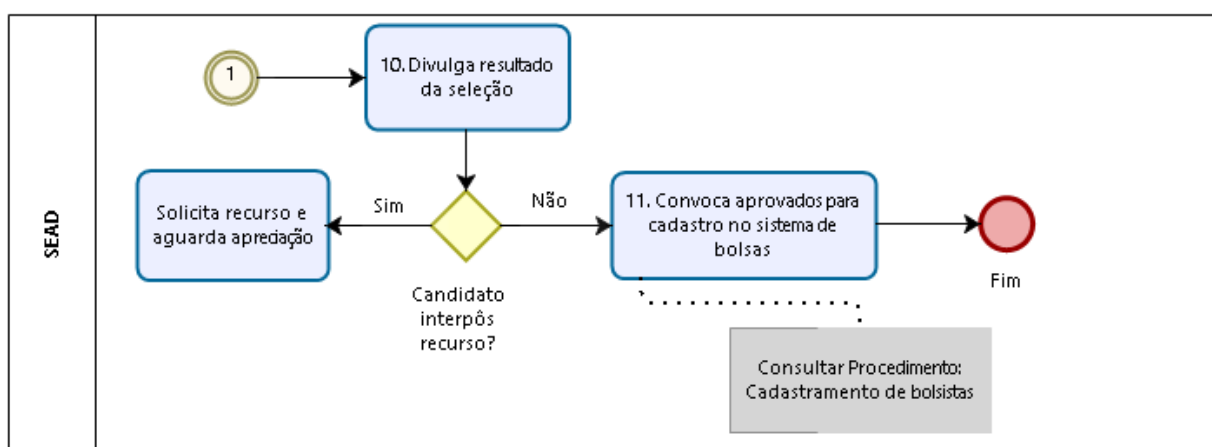 SEAD
1
10. Divulga resultado
da seleção
Solicita recurso e
aguarda apreciação
Sim
Não
Candidato
interpôs
recurso?
11. Convoca aprovados para
cadastro no sistema de
bolsas
Fim
Consultar Procedimento:
Cadastramento de bolsistas